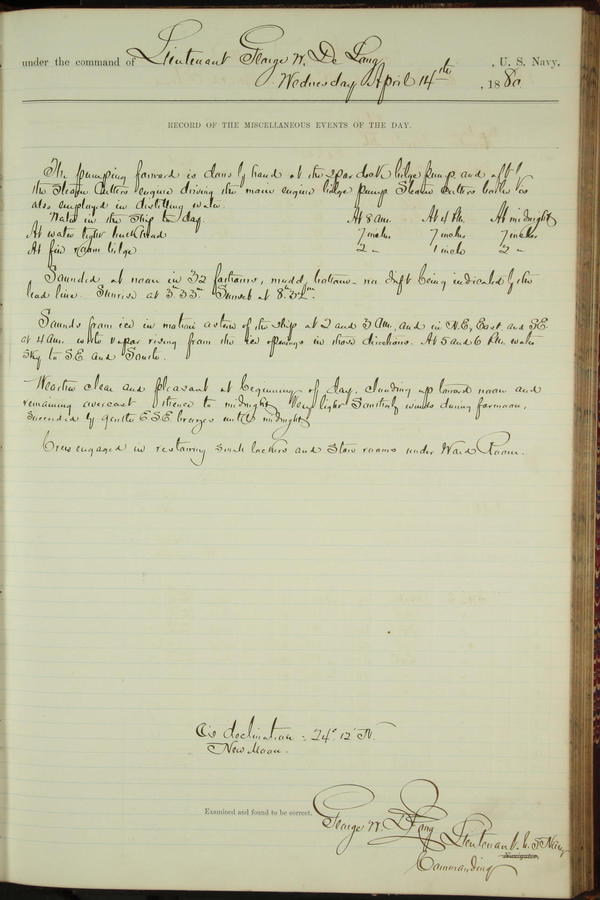 under the command of Lieutenant George W. De Long, U. S. Navy,
Wednesday April 14th, 1880
RECORD OF THE MISCELLANEOUS EVENTS OF THE DAY.
The pumping forward is done by hand at the spar deck bilge pump and aft by
the Steam Cutters engine driving the main engine bilge pump Steam Cutters boiler is
also employed in distilling water.
Water in the ship to day. At 8 am. At 4 Pm. At midnight
At water tight bulkhead 7 inches 7 inches 7 inches
At fire room bilge 2 " 1 inch 2 "
Sounded at noon in 32 fathoms, mudd bottom - no drift being indicated by the
lead line. Sunrise at 3.33. Sunset at 8.32
Sounds from ice in motion astern of the ship at 2 and 3 AM, and in N.E, East and SE
at 4 am. white vapor rising from the ice openings in those directions. At 5 and 6 Pm. water
Sky to SE and South.
Weather clear and pleasant at beginning of day, clouding up toward noon and
remaining overcast thence to midnight Very light Southerly winds during forenoon,
succeeded by gentle ESE breezes until midnight
Crew engaged in restowing small lockers and store rooms under Ward Room.
☾'s declination = 24° 12' N.
New Moon.
Examined and found to be correct.
George W. De Long Lieutenant U. S Navy
Navigator.
Commanding